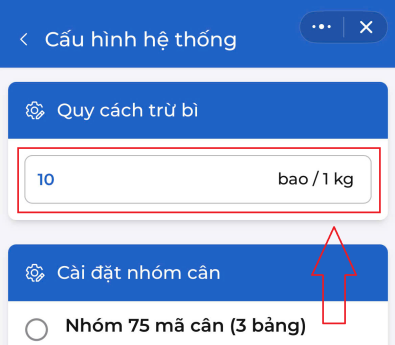 Cấu hình hệ thống
Quy cách trừ bì
10 bao / 1 kg
Cài đặt nhóm cân
Nhóm 75 mã cân (3 bảng)